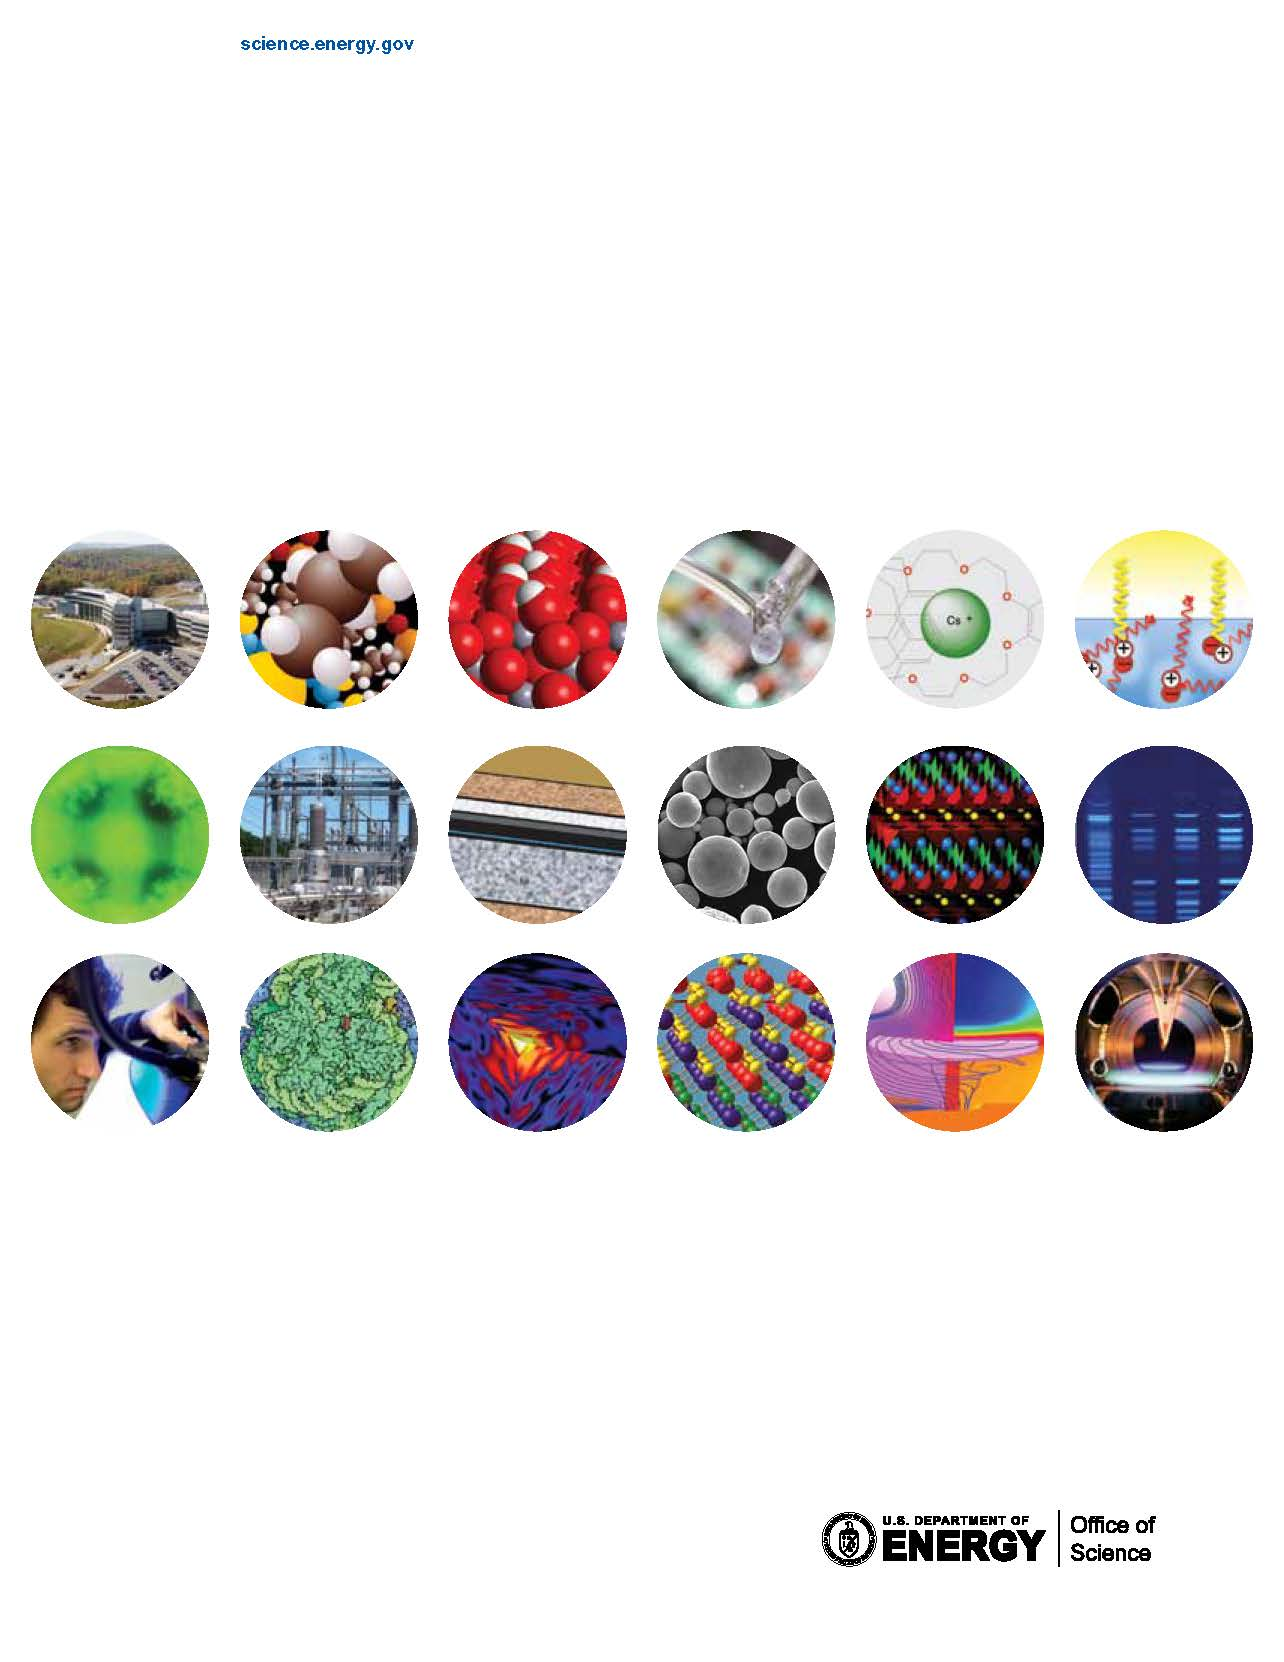 science.energy.gov
O
O
O
O
O
O
O
Cs +
+
−
+
−
+
−
+
−
U.S. DEPARTMENT OF
ENERGY
Office of
Science